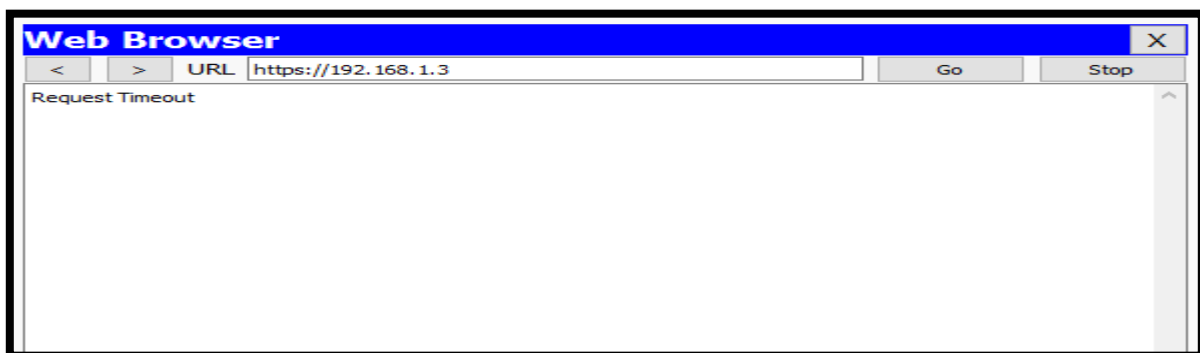 Web Browser X
< > URL https://192.168.1.3 Go Stop
Request Timeout